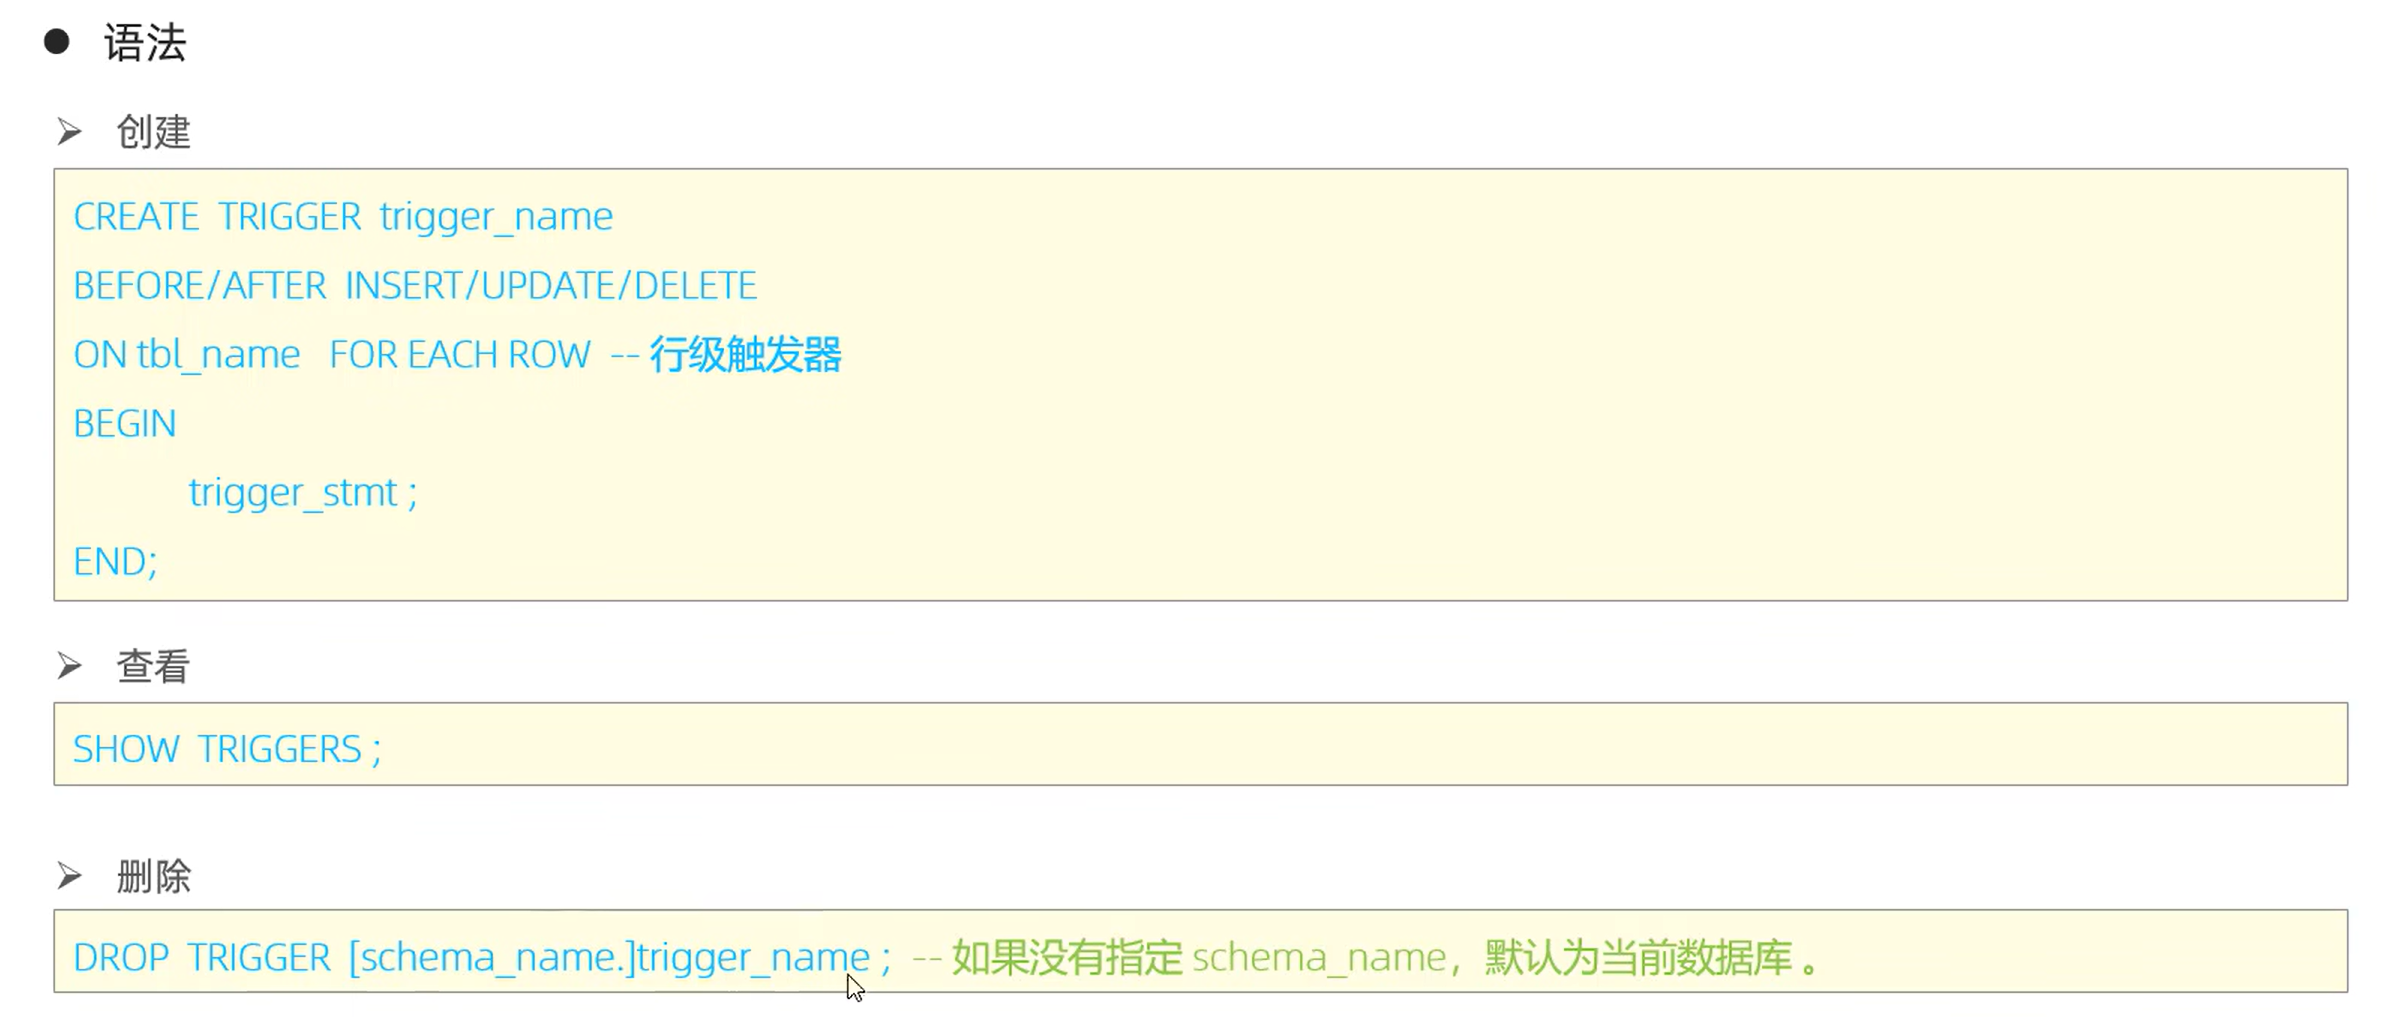 ● 语法
➢ 创建
CREATE TRIGGER trigger_name
BEFORE/AFTER INSERT/UPDATE/DELETE
ON tbl_name FOR EACH ROW -- 行级触发器
BEGIN
trigger_stmt ;
END;
➢ 查看
SHOW TRIGGERS ;
➢ 删除
DROP TRIGGER [schema_name.]trigger_name ; -- 如果没有指定 schema_name，默认为当前数据库 。